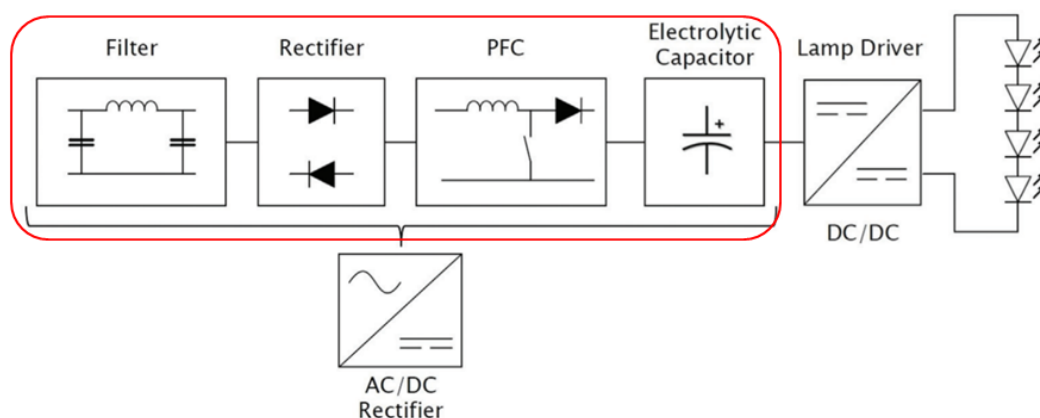 Filter
Rectifier
PFC
Electrolytic
Capacitor
Lamp Driver
+
DC/DC
AC/DC
Rectifier